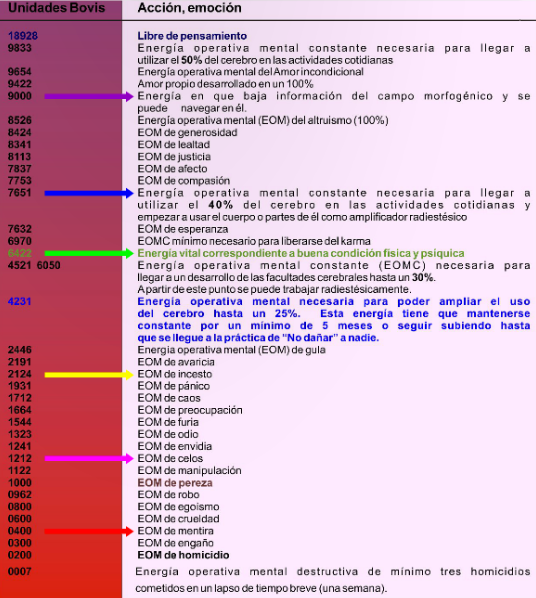 Unidades Bovis Acción, emoción
18928 Libre de pensamiento
9833 Energía operativa mental constante necesaria para llegar a
utilizar el 50% del cerebro en las actividades cotidianas
9654 Energía operativa mental del Amor incondicional
9422 Amor propio desarrollado en un 100%
9000 Energía en que baja información del campo morfogénico y se
puede navegar en él.
8526 Energía operativa mental (EOM) del altruismo (100%)
8424 EOM de generosidad
8341 EOM de lealtad
8113 EOM de justicia
7837 EOM de afecto
7753 EOM de compasión
7651 Energía operativa mental constante necesaria para llegar a
utilizar el 40% del cerebro en las actividades cotidianas y
empezar a usar el cuerpo o partes de él como amplificador radiestésico
7632 EOM de esperanza
6970 EOMC mínimo necesario para liberarse del karma
6422 Energía vital correspondiente a buena condición física y psíquica
4521 6050 Energía operativa mental constante (EOMC) necesaria para
llegar a un desarrollo de las facultades cerebrales hasta un 30%.
A partir de este punto se puede trabajar radiestésicamente.
4231 Energía operativa mental necesaria para poder ampliar el uso
del cerebro hasta un 25%. Esta energía tiene que mantenerse
constante por un mínimo de 5 meses o seguir subiendo hasta
que se llegue a la práctica de “No dañar” a nadie.
2446 Energía operativa mental (EOM) de gula
2191 EOM de avaricia
2124 EOM de incesto
1931 EOM de pánico
1712 EOM de caos
1664 EOM de preocupación
1544 EOM de furia
1323 EOM de odio
1241 EOM de envidia
1212 EOM de celos
1122 EOM de manipulación
1000 EOM de pereza
0962 EOM de robo
0800 EOM de egoísmo
0600 EOM de crueldad
0400 EOM de mentira
0300 EOM de engaño
0200 EOM de homicidio
0007 Energía operativa mental destructiva de mínimo tres homicidios
cometidos en un lapso de tiempo breve (una semana).